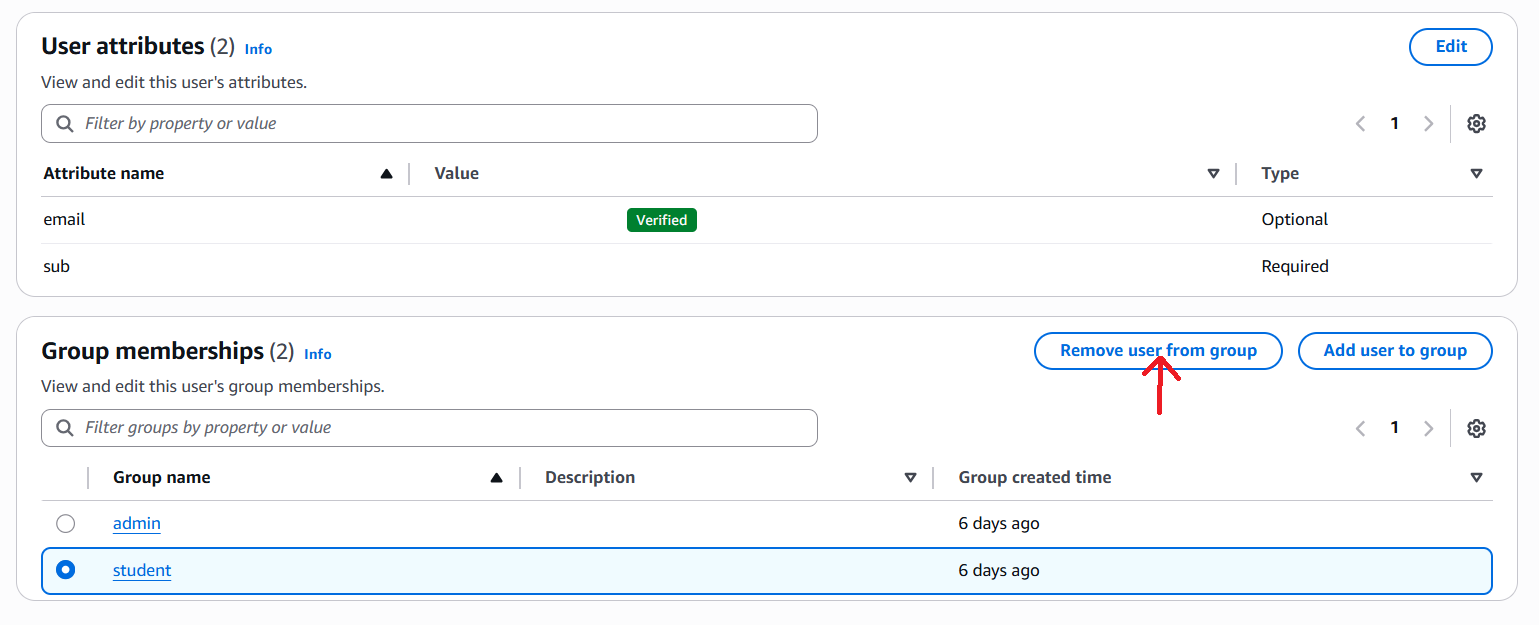 User attributes (2) Info
Edit
View and edit this user's attributes.
Filter by property or value
1
Attribute name Value Type
email Verified Optional
sub Required
Group memberships (2) Info
Remove user from group Add user to group
View and edit this user's group memberships.
Filter groups by property or value
1
Group name Description Group created time
admin 6 days ago
student 6 days ago